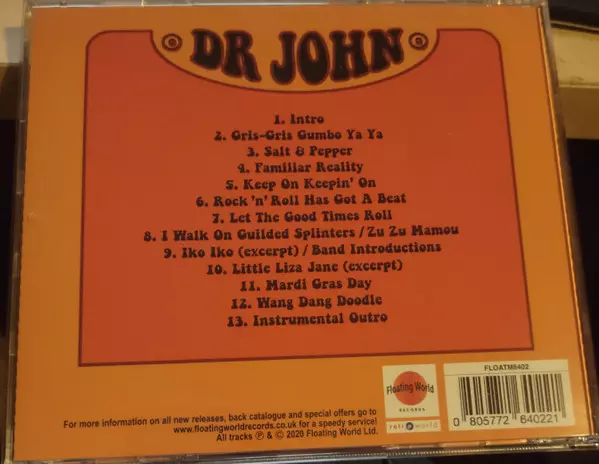 DR JOHN
1. Intro
2. Gris-Gris Gumbo Ya Ya
3. Salt & Pepper
4. Familiar Reality
5. Keep On Keepin' On
6. Rock 'n' Roll Has Got A Beat
7. Let The Good Times Roll
8. I Walk On Guilded Splinters / Zu Zu Mamou
9. Iko Iko (excerpt) / Band Introductions
10. Little Liza Jane (excerpt)
11. Mardi Gras Day
12. Wang Dang Doodle
13. Instrumental Outro
For more information on all new releases, back catalogue and special offers go to
www.floatingworldrecords.co.uk for a speedy service!
All tracks ℗ & © 2020 Floating World Ltd.
Floating World
RECORDS
retroworld
FLOATM6402
0 805772 640221